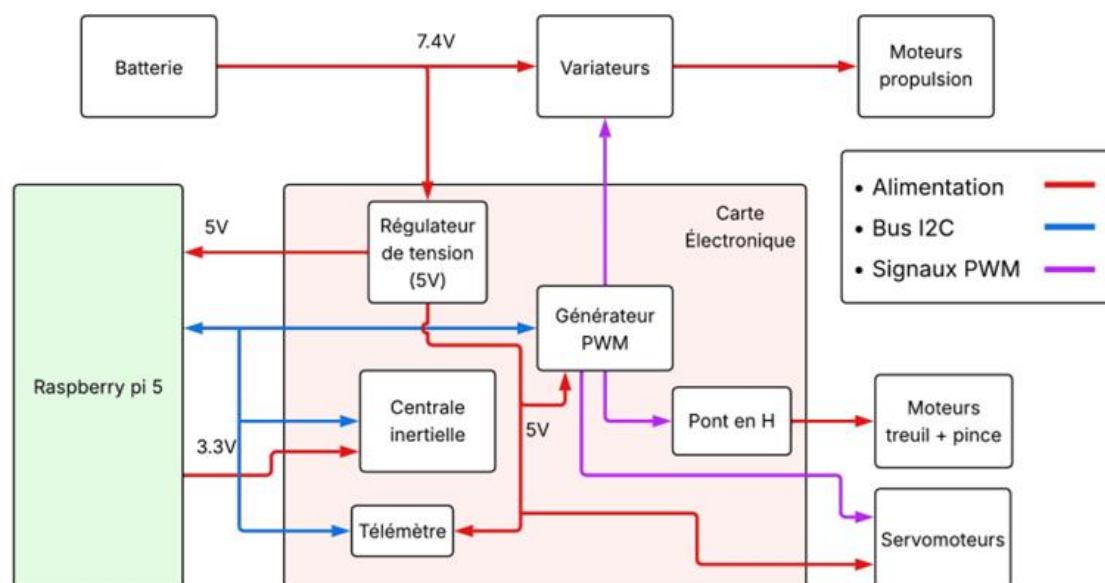 7.4V
Batterie
Variateurs
Moteurs
propulsion
• Alimentation
• Bus I2C
• Signaux PWM
Carte
Électronique
5V
Régulateur
de tension
(5V)
Générateur
PWM
Raspberry pi 5
Centrale
inertielle
3.3V
5V
Pont en H
Moteurs
treuil + pince
Télémètre
Servomoteurs